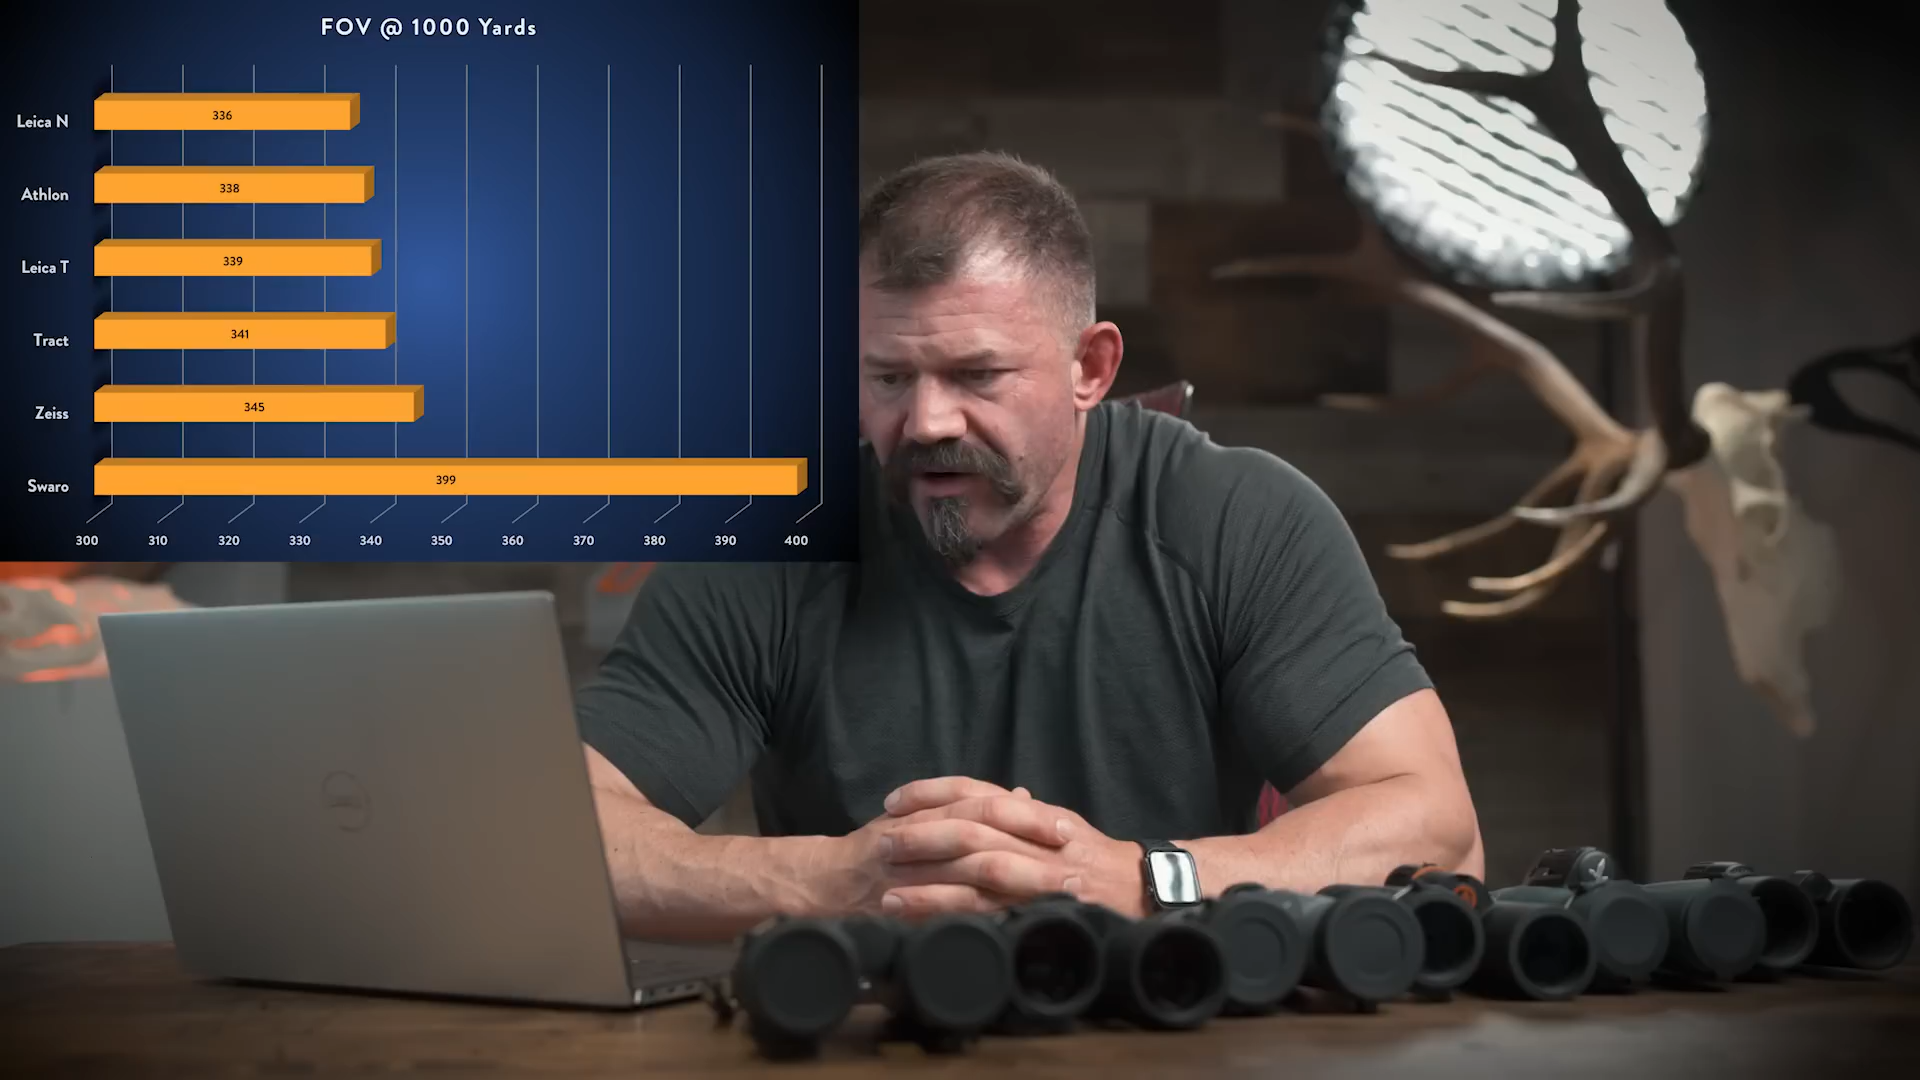 FOV @ 1000 Yards
Leica N 336
Athlon 338
Leica T 339
Tract 341
Zeiss 345
Swaro 399
300 310 320 330 340 350 360 370 380 390 400